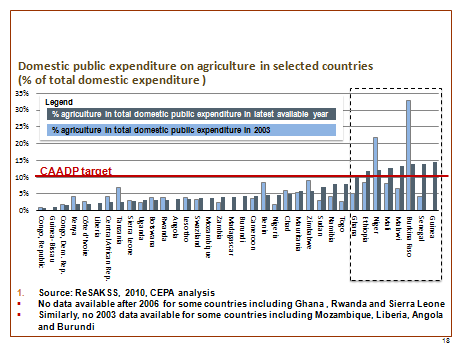 Domestic public expenditure on agriculture in selected countries
(% of total domestic expenditure )
35%
30%
25%
20%
15%
10%
5%
0%
Legend
% agriculture in total domestic public expenditure in latest available year
% agriculture in total domestic public expenditure in 2003
CAADP target
Congo, Republic
Guinea-Bissau
Congo, Dem. Rep.
Kenya
Côte d'Ivoire
Liberia
Central African Rep.
Tanzania
Sierra Leone
Uganda
Botswana
Rwanda
Angola
Lesotho
Swaziland
Mozambique
Zambia
Madagascar
Burundi
Cameroon
Benin
Nigeria
Chad
Mauritania
Zimbabwe
Sudan
Namibia
Togo
Ghana
Ethiopia
Niger
Mali
Malawi
Burkina Faso
Senegal
Guinea
1. Source: ReSAKSS, 2010, CEPA analysis
▪ No data available after 2006 for some countries including Ghana , Rwanda and Sierra Leone
▪ Similarly, no 2003 data available for some countries including Mozambique, Liberia, Angola
and Burundi
18